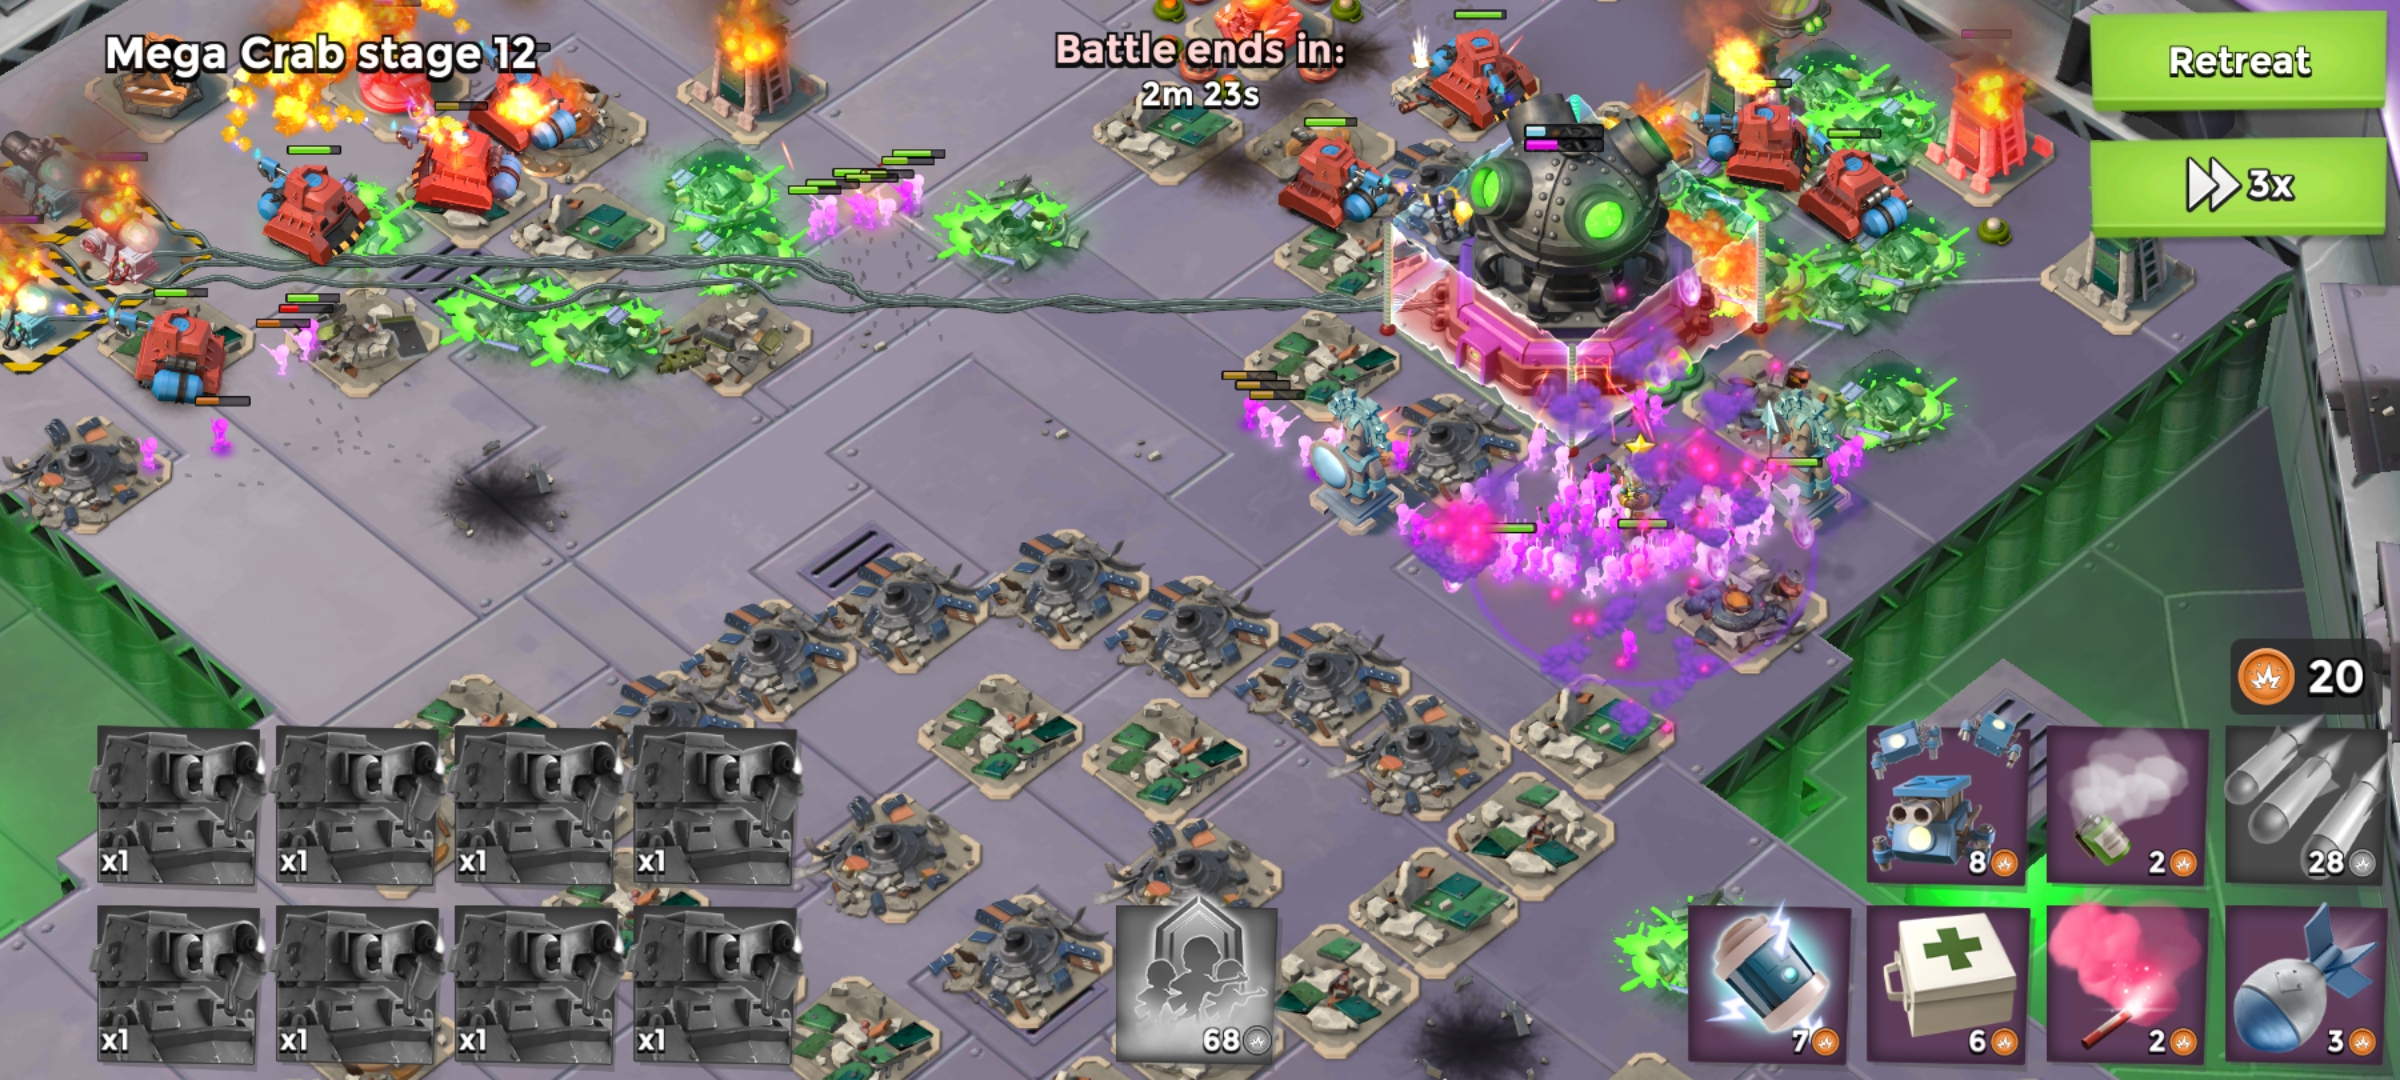 Mega Crab stage 12
Battle ends in:
2m 23s
Retreat
3x
20
8
2
28
x1
x1
x1
x1
x1
x1
x1
x1
68
7
6
2
3